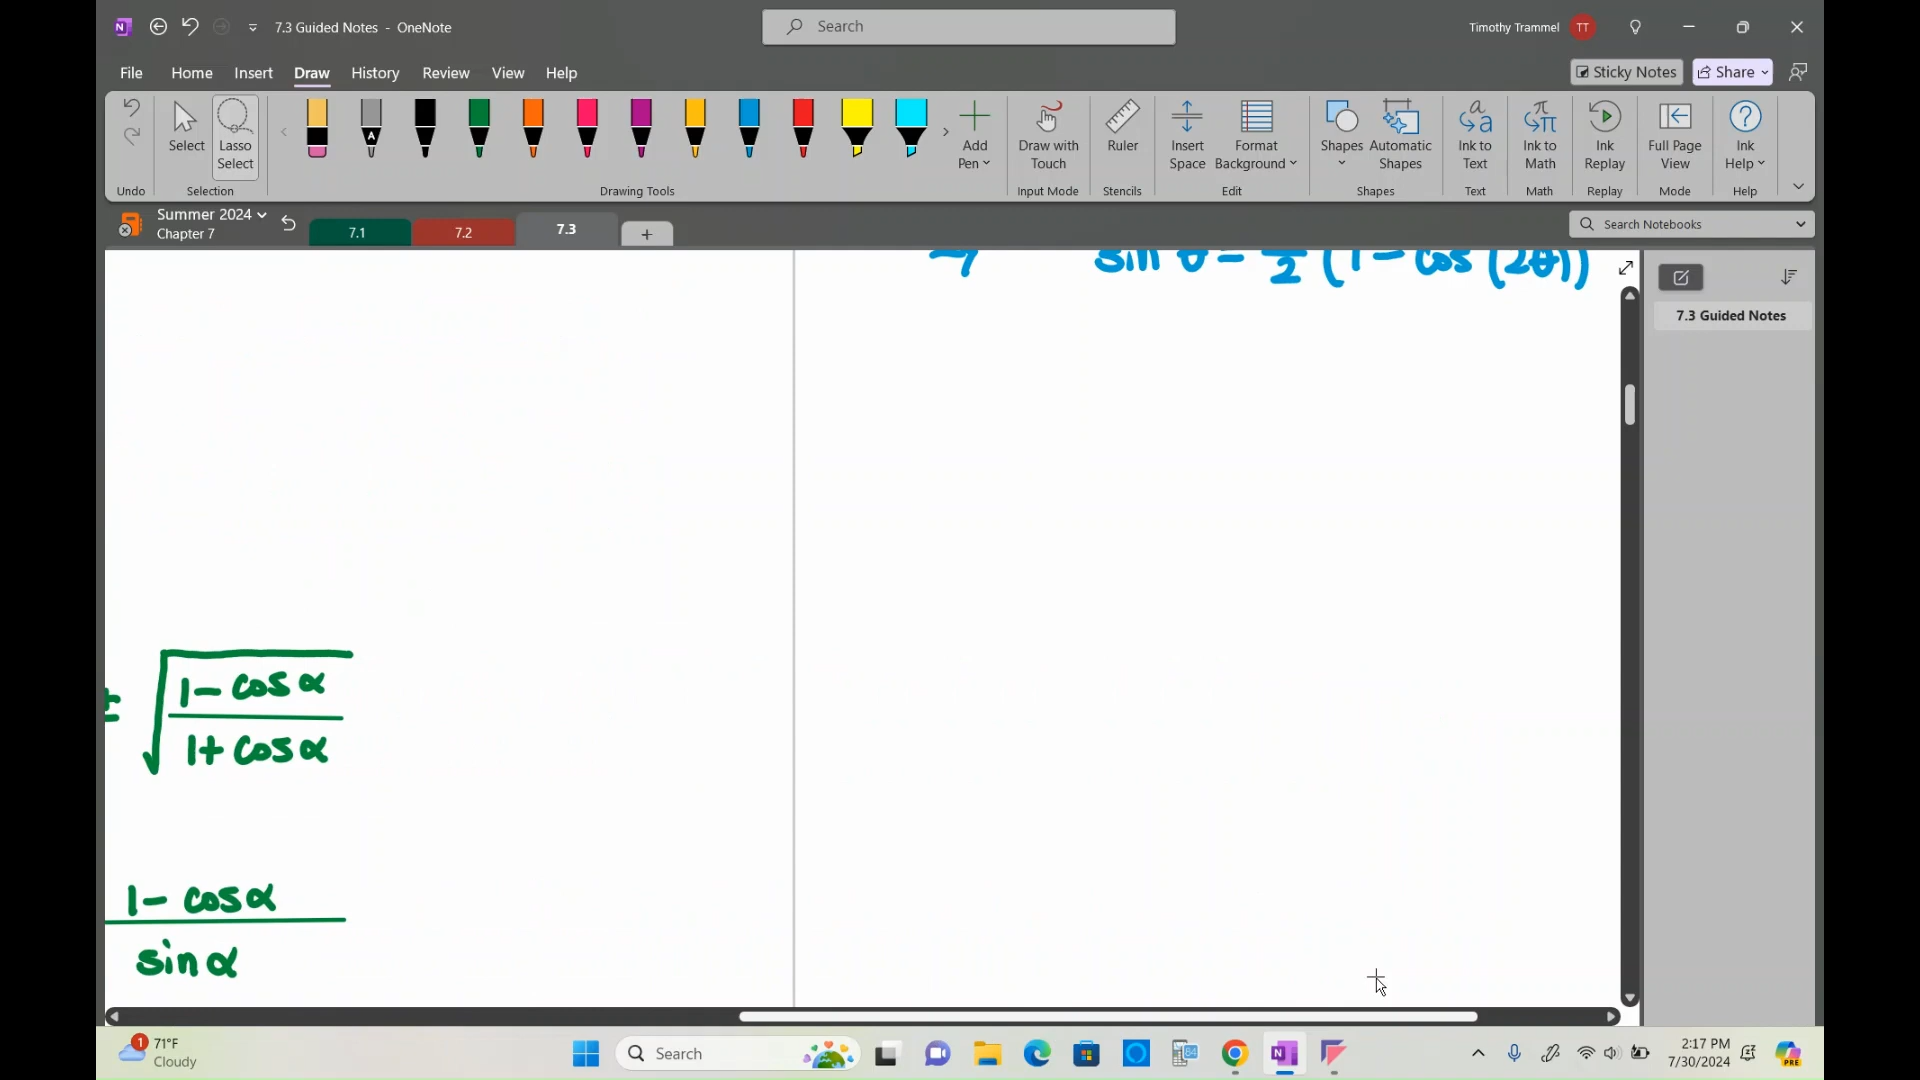 7.3 Guided Notes - OneNote
Search
Timothy Trammel
TT
File Home Insert Draw History Review View Help
Sticky Notes
Share
Select
Lasso Select
A
Add Pen
Draw with Touch
Ruler
Insert Space
Format Background
Shapes
Automatic Shapes
Ink to Text
Ink to Math
Ink Replay
Full Page View
Ink Help
Undo
Selection
Drawing Tools
Input Mode
Stencils
Edit
Shapes
Text
Math
Replay
Mode
Help
Summer 2024
Chapter 7
7.1
7.2
7.3
Search Notebooks
7.3 Guided Notes
sin θ = /2 (1 - cos (2θ))
± √
1 - cos α
1 + cos α
1 - cos α
sin α
1
71°F
Cloudy
Search
84
2:17 PM
7/30/2024
PRE